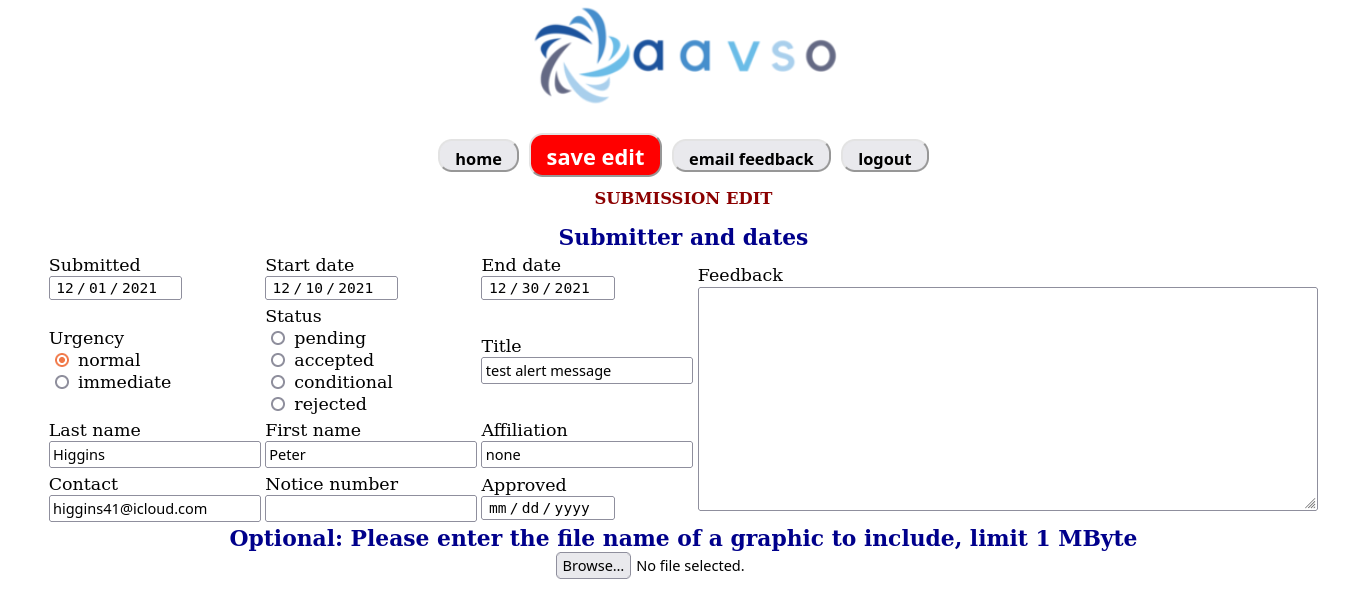 aavso
home save edit email feedback logout
SUBMISSION EDIT
Submitter and dates
Submitted Start date End date Feedback
12 / 01 / 2021 12 / 10 / 2021 12 / 30 / 2021
Status
Urgency pending Title
normal accepted test alert message
immediate conditional
rejected
Last name First name Affiliation
Higgins Peter none
Contact Notice number Approved
higgins41@icloud.com mm / dd / yyyy
Optional: Please enter the file name of a graphic to include, limit 1 MByte
Browse... No file selected.